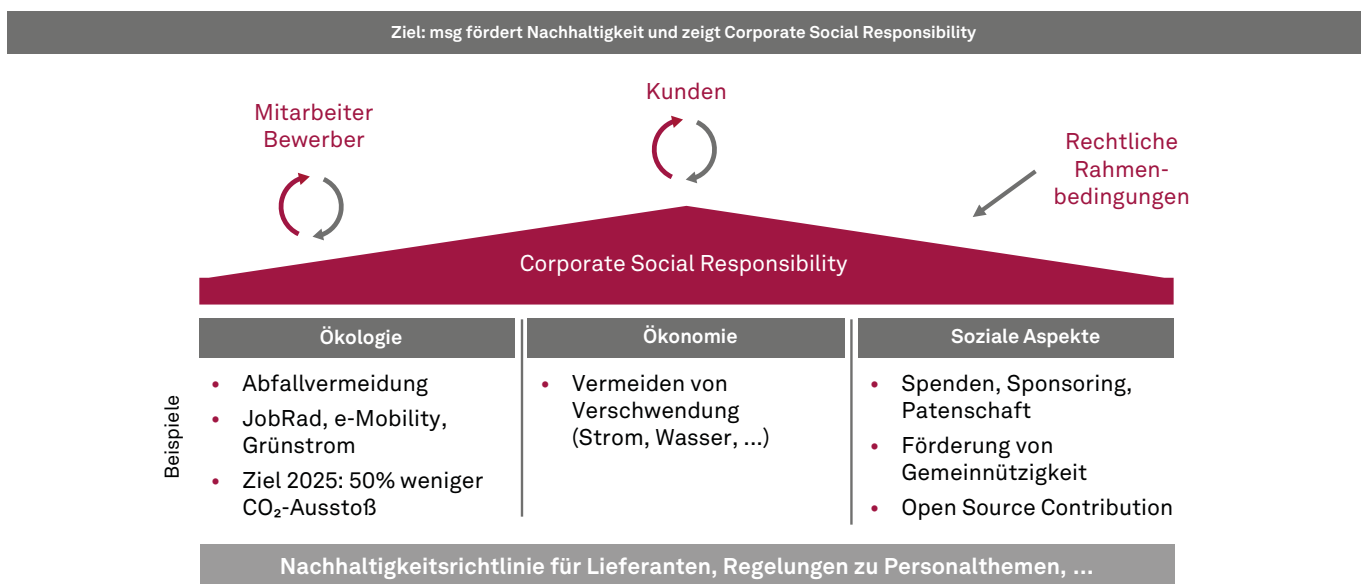 Ziel: msg fördert Nachhaltigkeit und zeigt Corporate Social Responsibility
Mitarbeiter
Bewerber
Kunden
Rechtliche
Rahmen-
bedingungen
Corporate Social Responsibility
Beispiele
Ökologie
• Abfallvermeidung
• JobRad, e-Mobility,
Grünstrom
• Ziel 2025: 50% weniger
CO₂-Ausstoß
Ökonomie
• Vermeiden von
Verschwendung
(Strom, Wasser, ...)
Soziale Aspekte
• Spenden, Sponsoring,
Patenschaft
• Förderung von
Gemeinnützigkeit
• Open Source Contribution
Nachhaltigkeitsrichtlinie für Lieferanten, Regelungen zu Personalthemen, ...